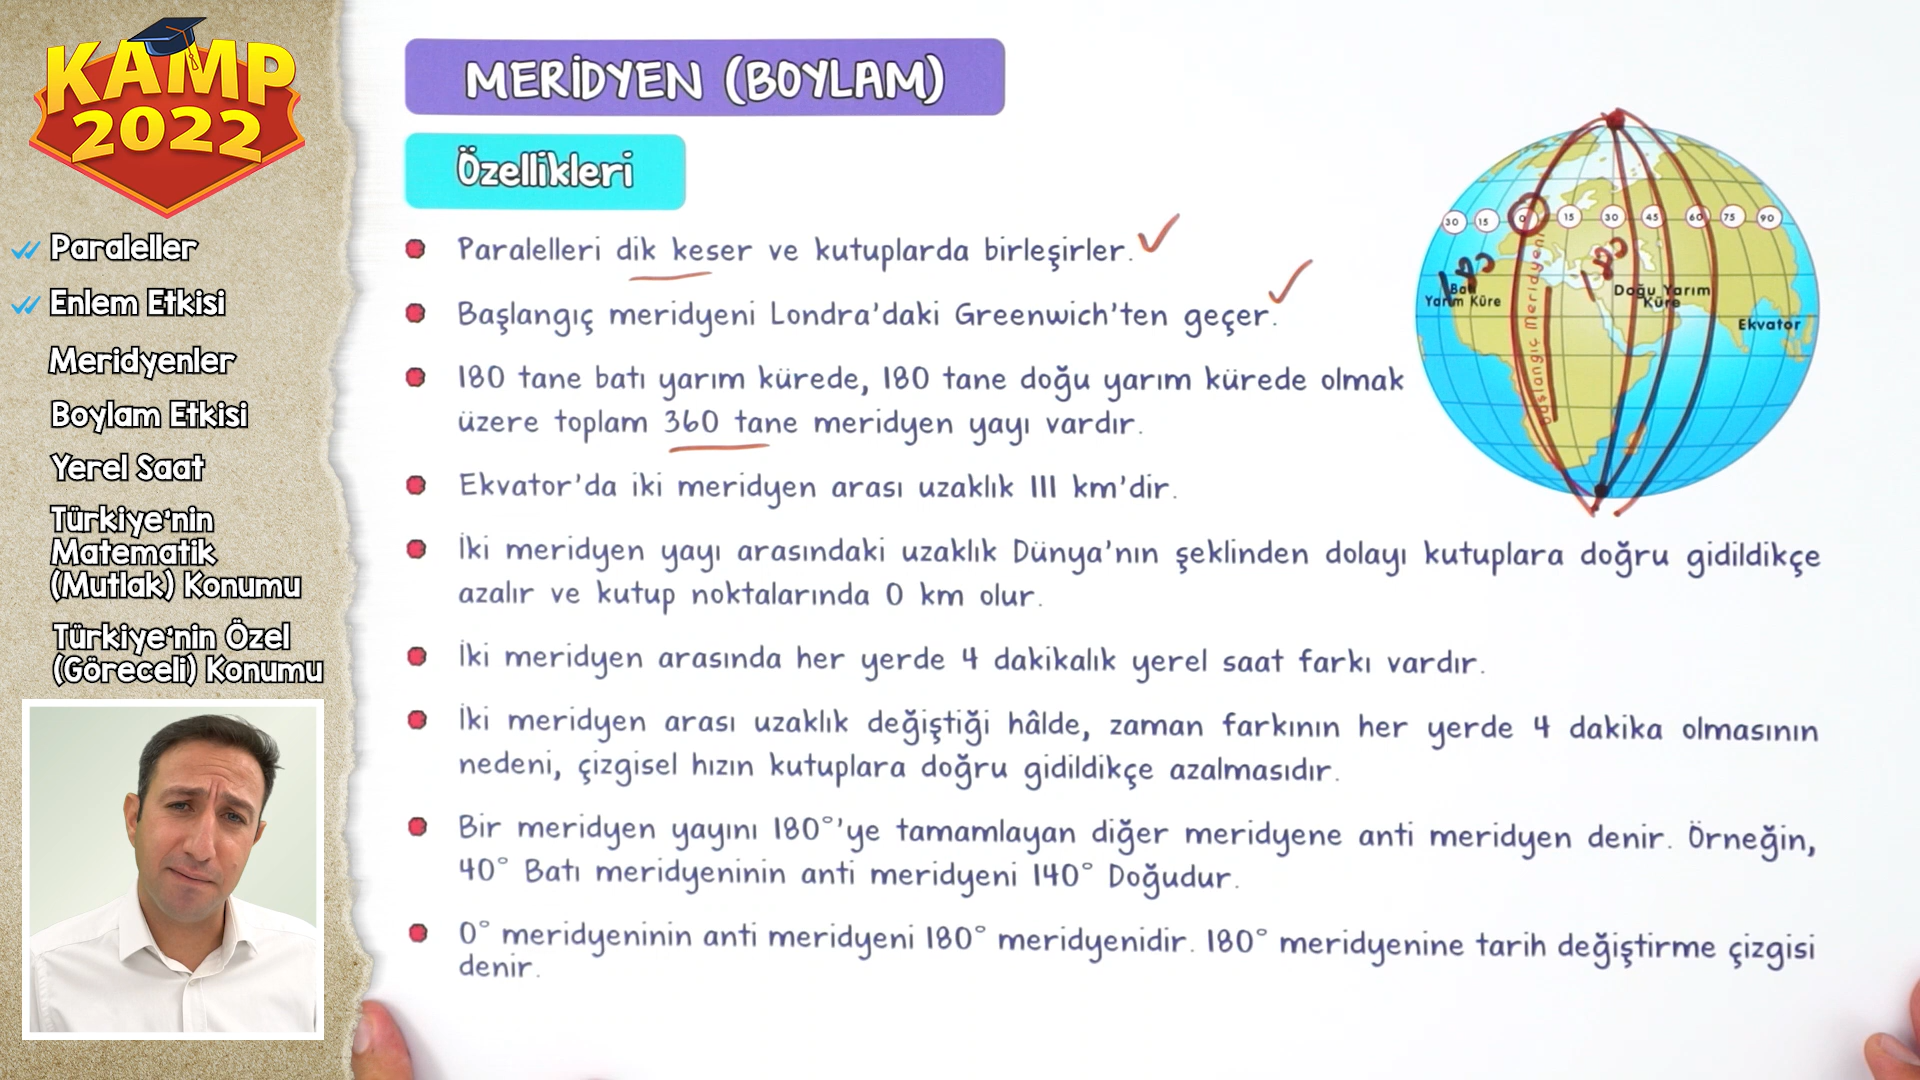 KAMP
2022
Paraleller
Enlem Etkisi
Meridyenler
Boylam Etkisi
Yerel Saat
Türkiye'nin
Matematik
(Mutlak) Konumu
Türkiye'nin Özel
(Göreceli) Konumu
MERİDYEN (BOYLAM)
Özellikleri
Paralelleri dik keser ve kutuplarda birleşirler.
Başlangıç meridyeni Londra'daki Greenwich'ten geçer.
180 tane batı yarım kürede, 180 tane doğu yarım kürede olmak
üzere toplam 360 tane meridyen yayı vardır.
Ekvator'da iki meridyen arası uzaklık 111 km'dir.
İki meridyen yayı arasındaki uzaklık Dünya'nın şeklinden dolayı kutuplara doğru gidildikçe
azalır ve kutup noktalarında 0 km olur.
İki meridyen arasında her yerde 4 dakikalık yerel saat farkı vardır.
İki meridyen arası uzaklık değiştiği hâlde, zaman farkının her yerde 4 dakika olmasının
nedeni, çizgisel hızın kutuplara doğru gidildikçe azalmasıdır.
Bir meridyen yayını 180°'ye tamamlayan diğer meridyene anti meridyen denir. Örneğin,
40° Batı meridyeninin anti meridyeni 140° Doğudur.
0° meridyeninin anti meridyeni 180° meridyenidir. 180° meridyenine tarih değiştirme çizgisi
denir.
30 15 0 15 30 45 60 75 90
180
180
Batı
Yarım Küre
Başlangıç Meridyeni
Doğu Yarım
Küre
Ekvator